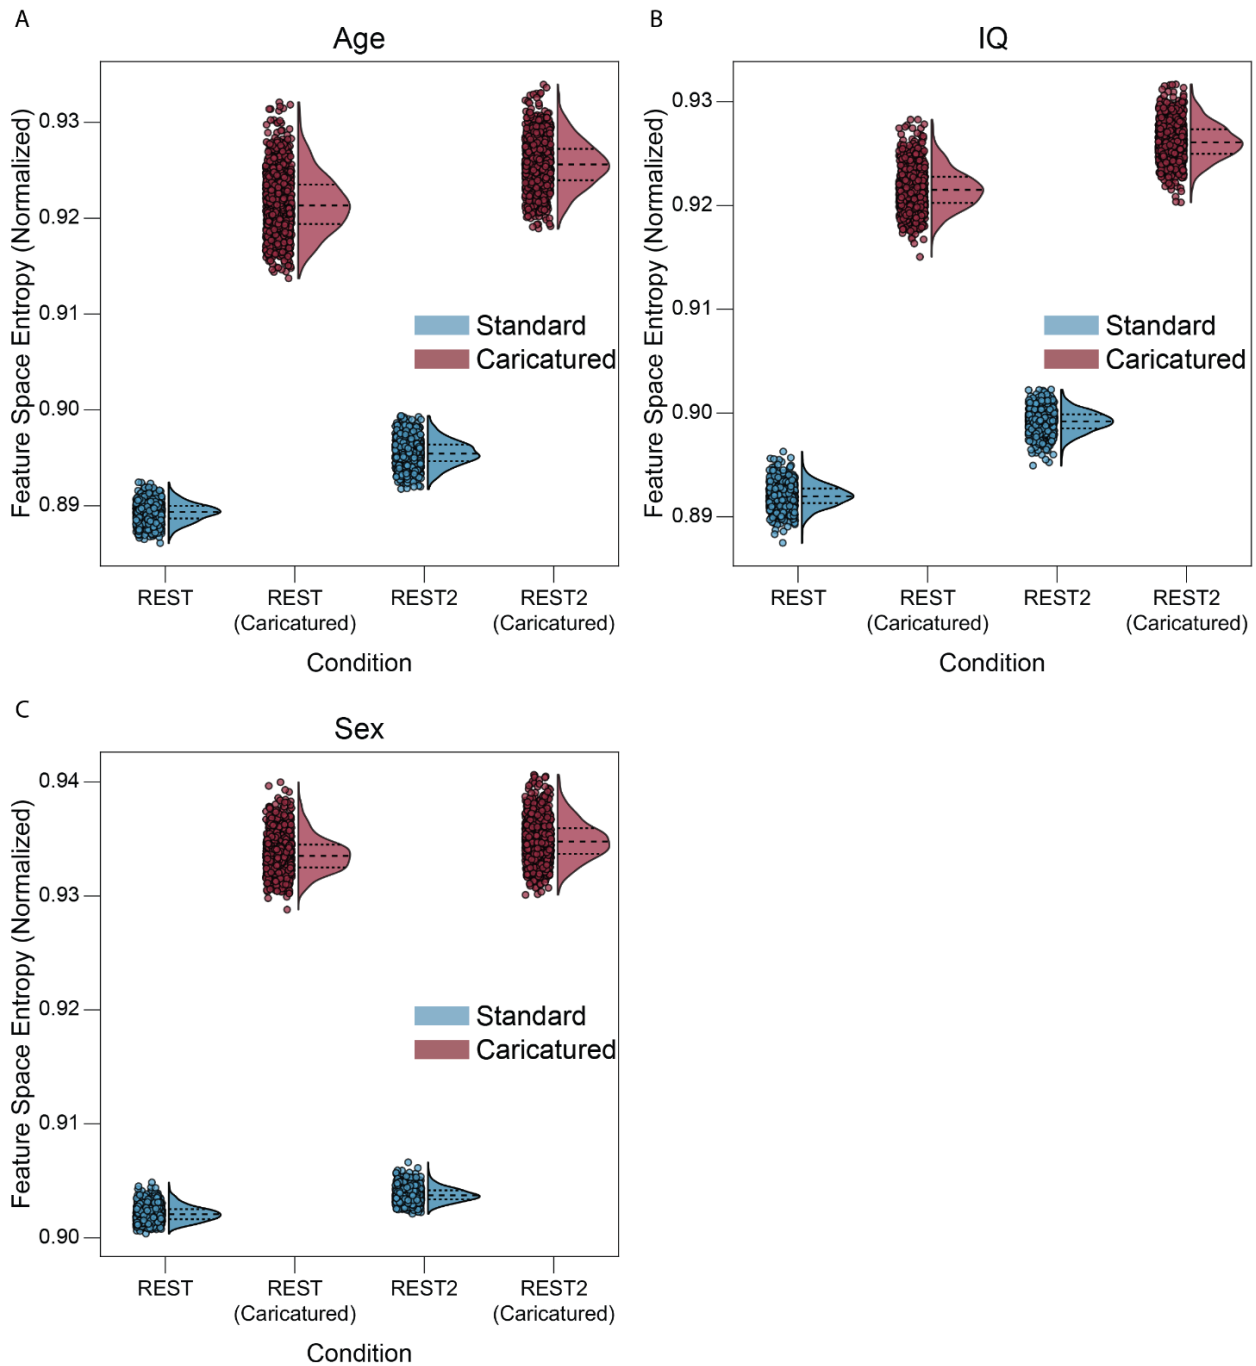 A
Age
Feature Space Entropy (Normalized)
0.93
0.92
0.91
0.90
0.89
Standard
Caricatured
REST
REST
(Caricatured)
REST2
REST2
(Caricatured)
Condition
B
IQ
Feature Space Entropy (Normalized)
0.93
0.92
0.91
0.90
0.89
Standard
Caricatured
REST
REST
(Caricatured)
REST2
REST2
(Caricatured)
Condition
C
Sex
Feature Space Entropy (Normalized)
0.94
0.93
0.92
0.91
0.90
Standard
Caricatured
REST
REST
(Caricatured)
REST2
REST2
(Caricatured)
Condition